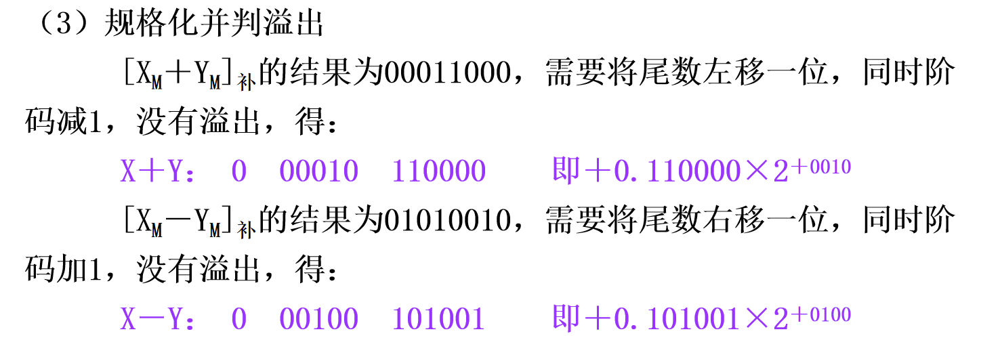 （3）规格化并判溢出
[XM＋YM]补的结果为00011000，需要将尾数左移一位，同时阶
码减1，没有溢出，得：
X＋Y： 0 00010 110000 即＋0.110000×2+0010
[XM－YM]补的结果为01010010，需要将尾数右移一位，同时阶
码加1，没有溢出，得：
X－Y： 0 00100 101001 即＋0.101001×2+0100